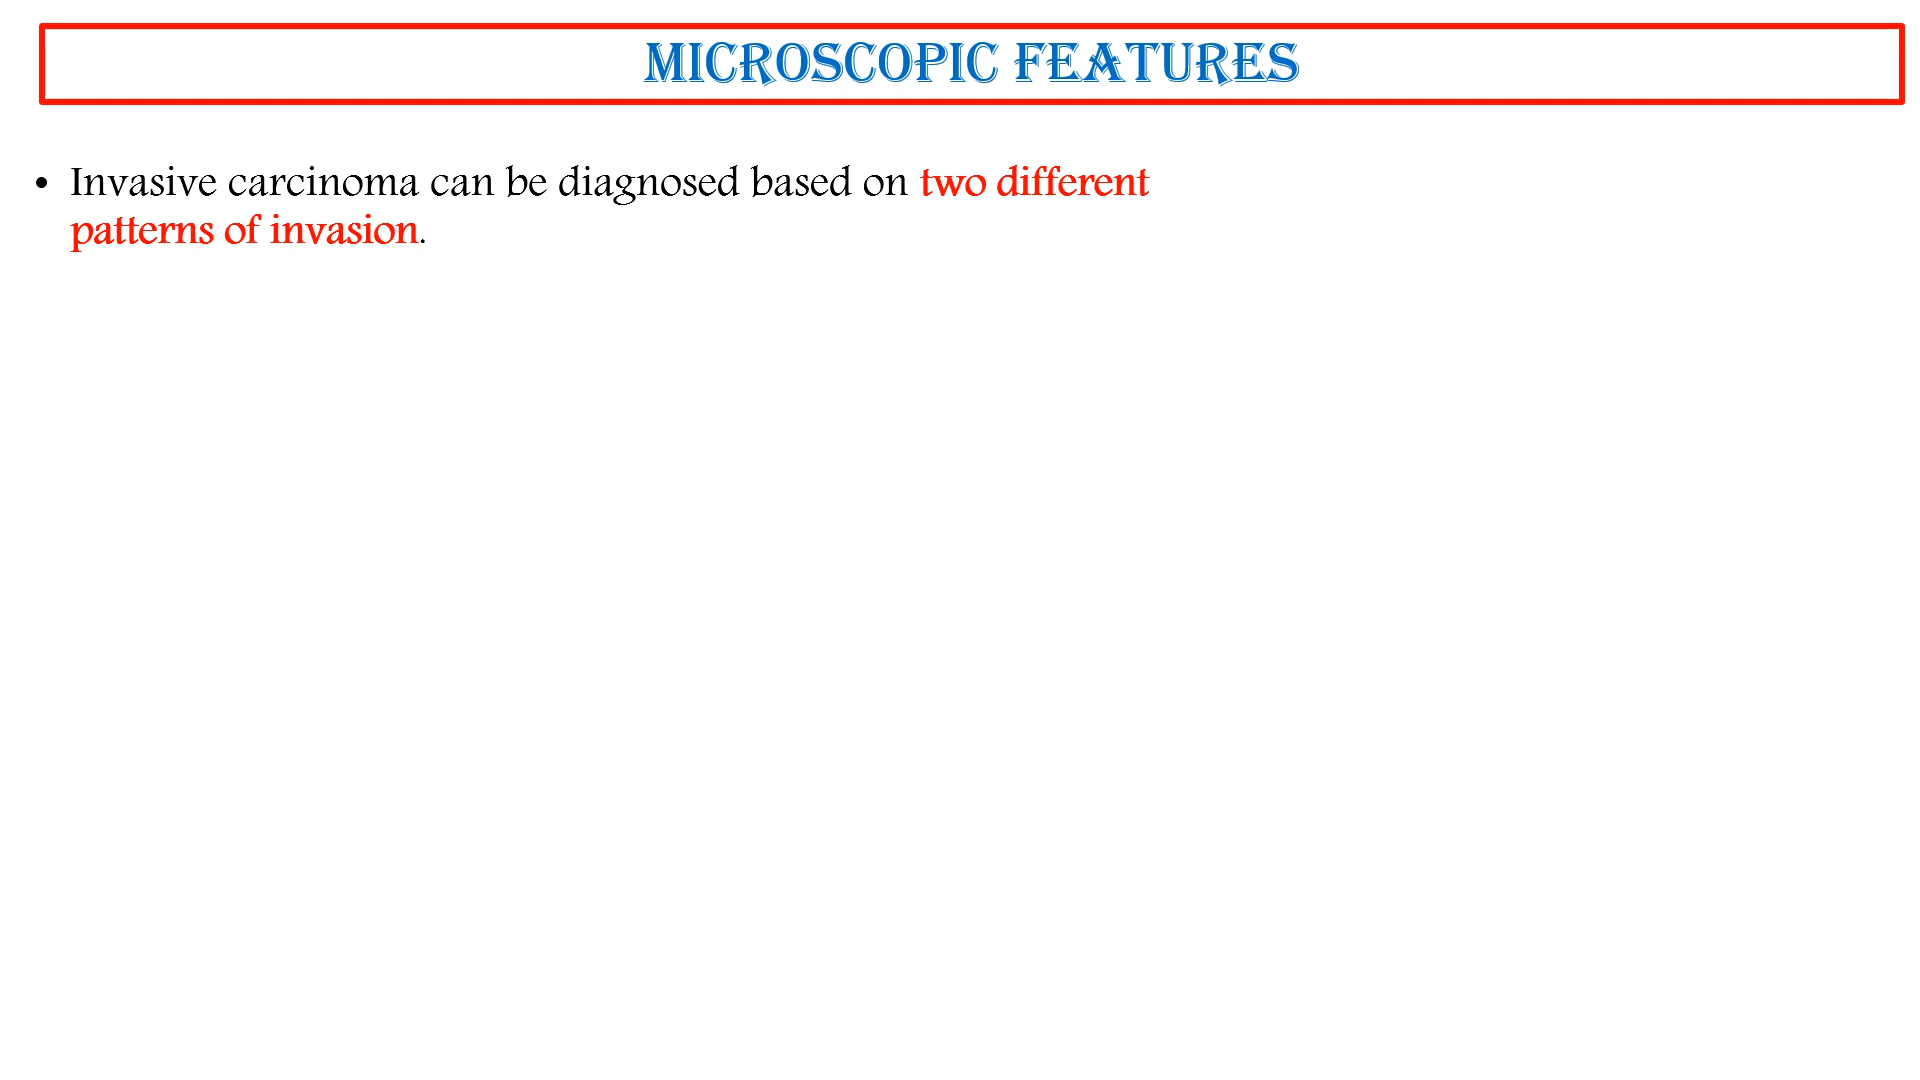 MICROSCOPIC FEATURES
• Invasive carcinoma can be diagnosed based on two different
patterns of invasion.